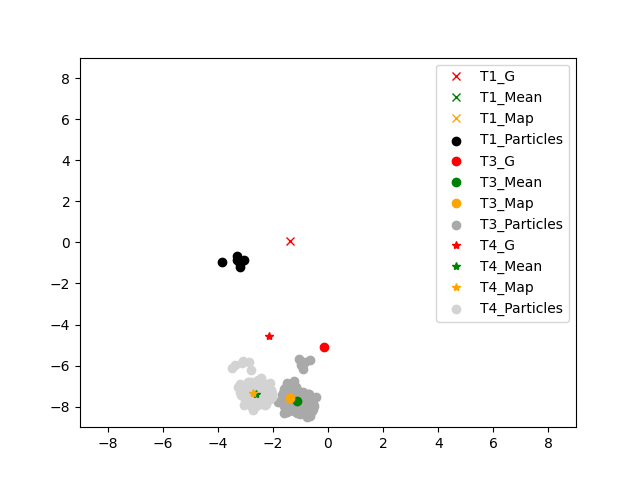 8
6
4
2
0
−2
−4
−6
−8
−8
−6
−4
−2
0
2
4
6
8
T1_G
T1_Mean
T1_Map
T1_Particles
T3_G
T3_Mean
T3_Map
T3_Particles
T4_G
T4_Mean
T4_Map
T4_Particles